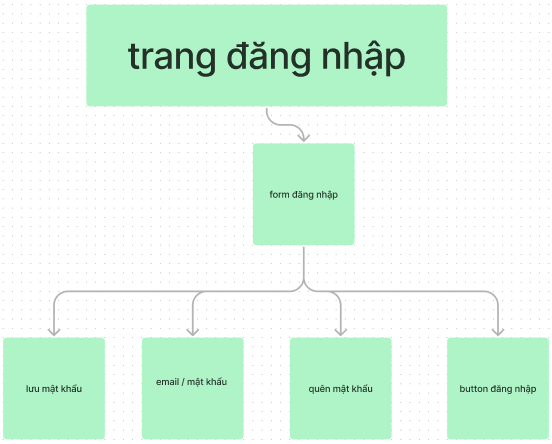 trang đăng nhập
form đăng nhập
lưu mật khẩu
email / mật khẩu
quên mật khẩu
button đăng nhập